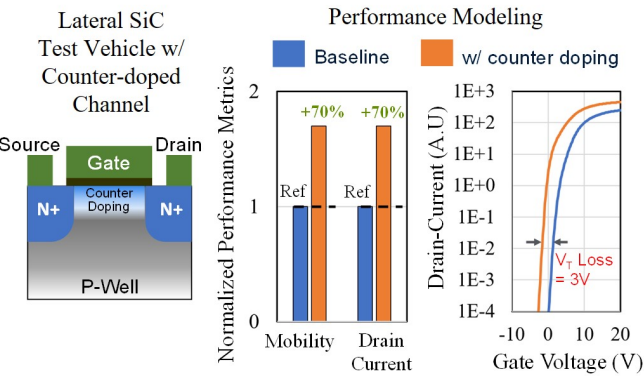 Lateral SiC
Test Vehicle w/
Counter-doped
Channel
Source
Drain
Gate
Counter
Doping
N+
N+
P-Well
Performance Modeling
Baseline
w/ counter doping
Normalized Performance Metrics
2
1
0
+70%
+70%
Ref
Ref
Mobility
Drain
Current
Drain-Current (A.U)
1E+3
1E+2
1E+1
1E+0
1E-1
1E-2
1E-3
1E-4
VT Loss
= 3V
-10 0 10 20
Gate Voltage (V)